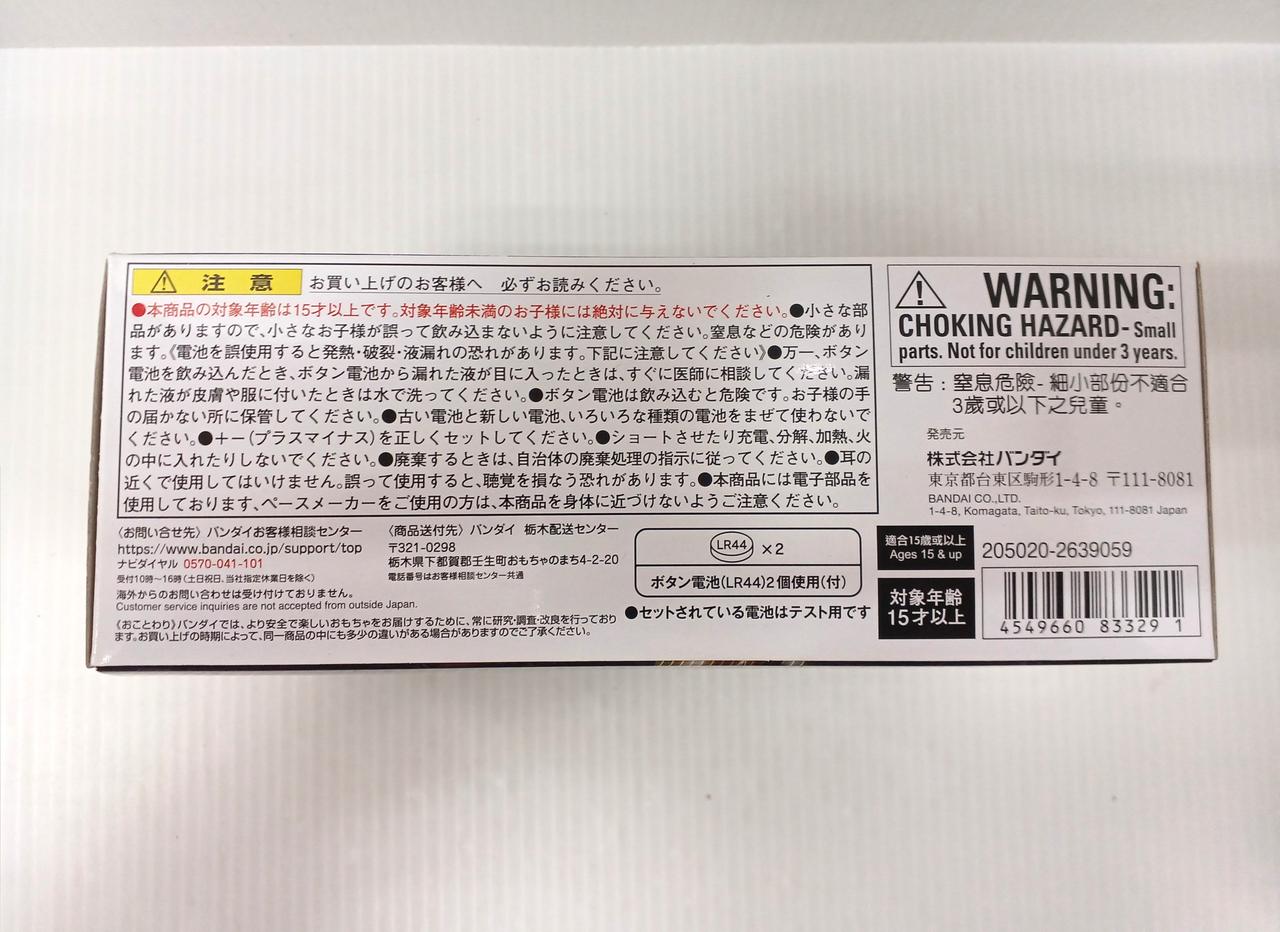 注意 お買い上げのお客様へ 必ずお読みください。
●本商品の対象年齢は15才以上です。対象年齢未満のお子様には絶対に与えないでください。●小さな部
品がありますので、小さなお子様が誤って飲み込まないように注意してください。窒息などの危険があり
ます。《電池を誤使用すると発熱・破裂・液漏れの恐れがあります。下記に注意してください》●万一、ボタン
電池を飲み込んだとき、ボタン電池から漏れた液が目に入ったときは、すぐに医師に相談してください。漏
れた液が皮膚や服に付いたときは水で洗ってください。●ボタン電池は飲み込むと危険です。お子様の手
の届かない所に保管してください。●古い電池と新しい電池、いろいろな種類の電池をまぜて使わないで
ください。●+−(プラスマイナス)を正しくセットしてください。●ショートさせたり充電、分解、加熱、火
の中に入れたりしないでください。●廃棄するときは、自治体の廃棄処理の指示に従ってください。●耳の
近くで使用してはいけません。誤って使用すると、聴覚を損なう恐れがあります。●本商品には電子部品を
使用しております、ペースメーカーをご使用の方は、本商品を身体に近づけないようご注意ください。
〈お問い合せ先〉バンダイお客様相談センター
https://www.bandai.co.jp/support/top
ナビダイヤル 0570-041-101
受付10時〜16時(土日祝日、当社指定休業日を除く)
海外からのお問い合わせは受け付けておりません。
Customer service inquiries are not accepted from outside Japan.
《おことわり》バンダイでは、より安全で楽しいおもちゃをお届けするために、常に研究・調査・改良を行っており
ます。お買い上げの時期によって、同一商品の中にも多少の違いがある場合がありますのでご了承ください。
〈商品送付先〉バンダイ 栃木配送センター
〒321-0298
栃木県下都賀郡壬生町おもちゃのまち4-2-20
電話番号はお客様相談センター共通
LR44 ×2
ボタン電池(LR44)2個使用(付)
●セットされている電池はテスト用です
WARNING:
CHOKING HAZARD- Small
parts. Not for children under 3 years.
警告：窒息危險- 細小部份不適合
3歲或以下之兒童。
発売元
株式会社バンダイ
東京都台東区駒形1-4-8 〒111-8081
BANDAI CO.,LTD.
1-4-8, Komagata, Taito-ku, Tokyo, 111-8081 Japan
適合15歳或以上
Ages 15 & up
対象年齢
15才以上
205020-2639059
4549660 83329 1